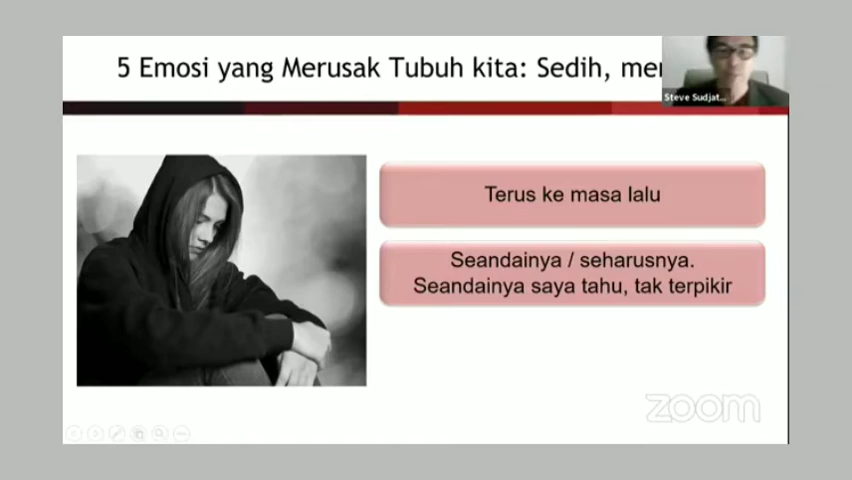 5 Emosi yang Merusak Tubuh kita: Sedih,
Steve Sudjat...
Terus ke masa lalu
Seandainya / seharusnya.
Seandainya saya tahu, tak terpikir
zoom